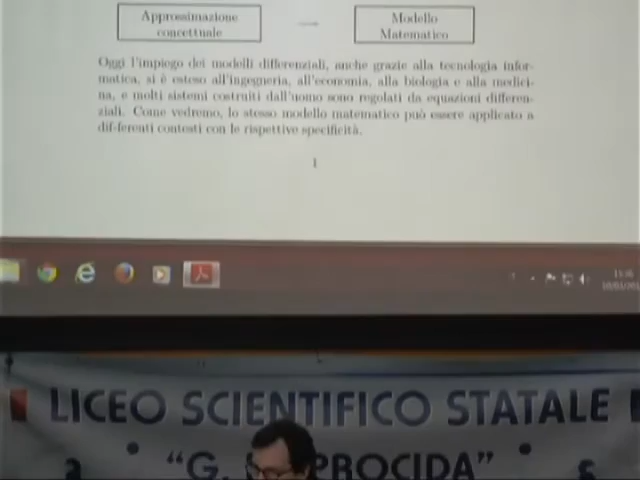 Approssimazione
concettuale
Modello
Matematico
Oggi l'impiego dei modelli differenziali, anche grazie alla tecnologia infor-
matica, si è esteso all'ingegneria, all'economia, alla biologia e alla medici-
na, e molti sistemi costruiti dall'uomo sono regolati da equazioni differen-
ziali. Come vedremo, lo stesso modello matematico può essere applicato a
dif-ferenti contesti con le rispettive specificità.
1
LICEO SCIENTIFICO STATALE
"G. PROCIDA"